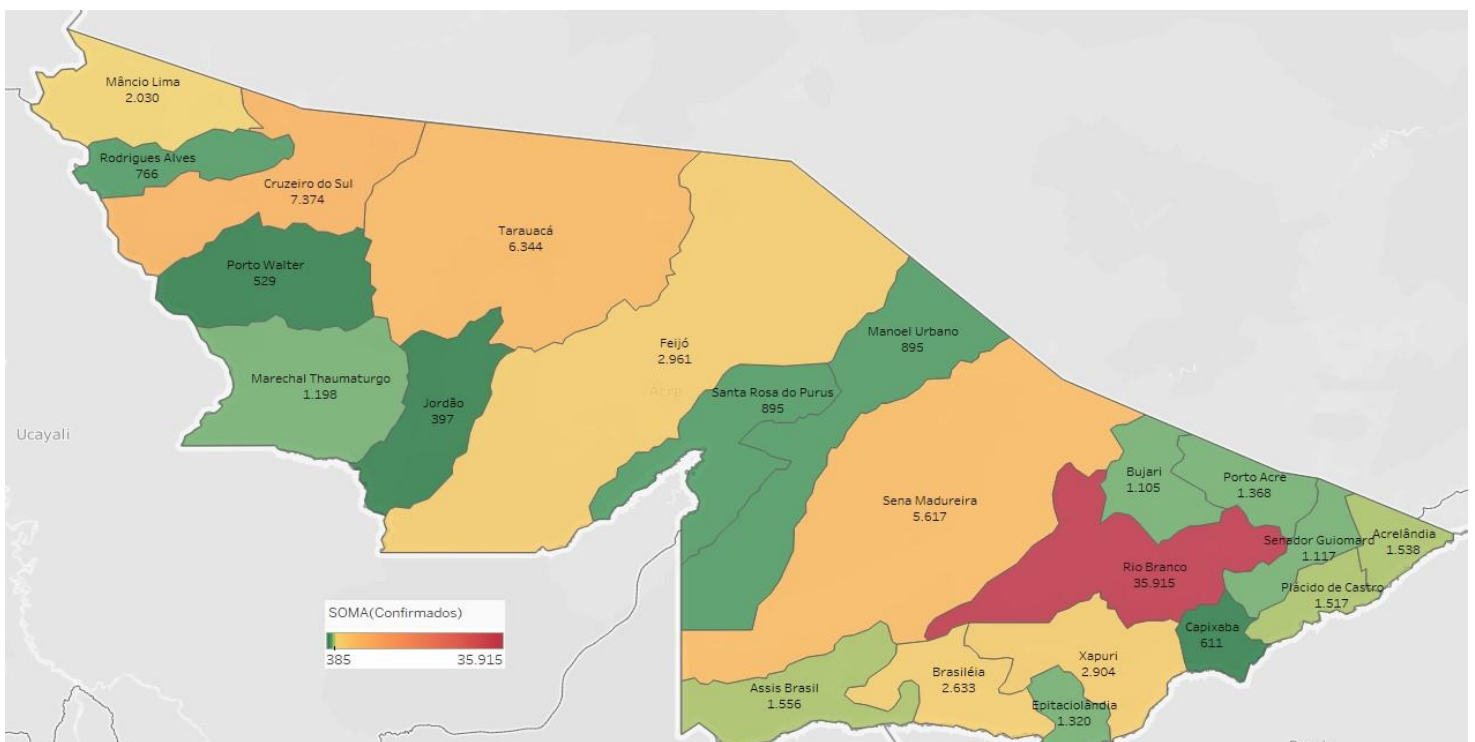 Mâncio Lima
2.030
Rodrigues Alves
766
Cruzeiro do Sul
7.374
Tarauacá
6.344
Porto Walter
529
Feijó
2.961
Manoel Urbano
895
Marechal Thaumaturgo
1.198
Jordão
397
Acre
Santa Rosa do Purus
895
Ucayali
Sena Madureira
5.617
Bujari
1.105
Porto Acre
1.368
Senador Guiomard
1.117
Acrelândia
1.538
Rio Branco
35.915
Plácido de Castro
1.517
Capixaba
611
SOMA(Confirmados)
385
35.915
Xapuri
2.904
Brasiléia
2.633
Assis Brasil
1.556
Epitaciolândia
1.320